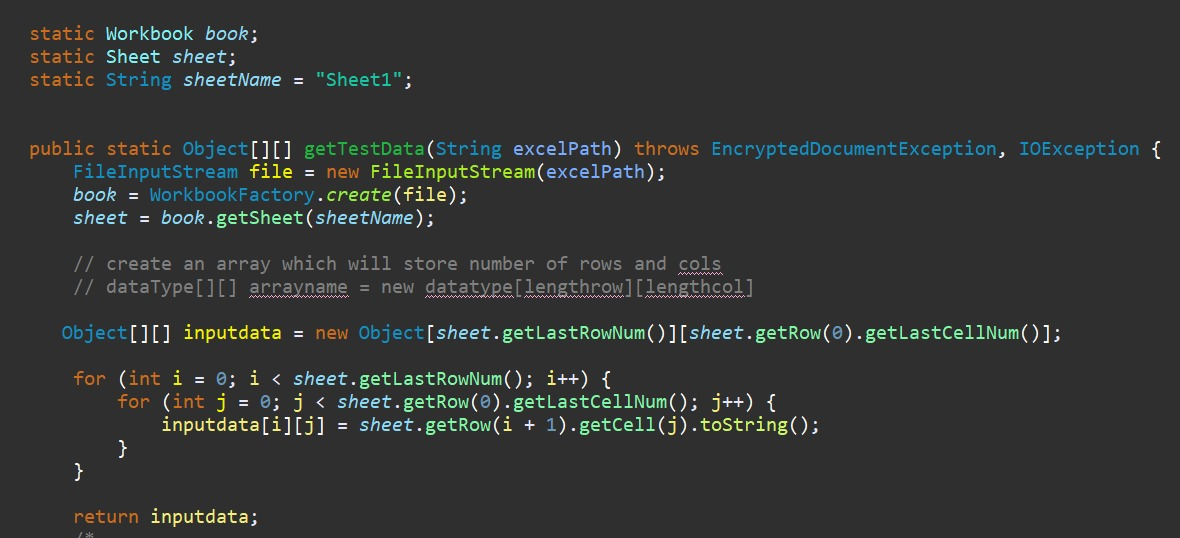 static Workbook book;
static Sheet sheet;
static String sheetName = "Sheet1";
public static Object[][] getTestData(String excelPath) throws EncryptedDocumentException, IOException {
FileInputStream file = new FileInputStream(excelPath);
book = WorkbookFactory.create(file);
sheet = book.getSheet(sheetName);
// create an array which will store number of rows and cols
// dataType[][] arrayname = new datatype[lengthrow][lengthcol]
Object[][] inputdata = new Object[sheet.getLastRowNum()][sheet.getRow(0).getLastCellNum()];
for (int i = 0; i < sheet.getLastRowNum(); i++) {
for (int j = 0; j < sheet.getRow(0).getLastCellNum(); j++) {
inputdata[i][j] = sheet.getRow(i + 1).getCell(j).toString();
}
}
return inputdata;
/*